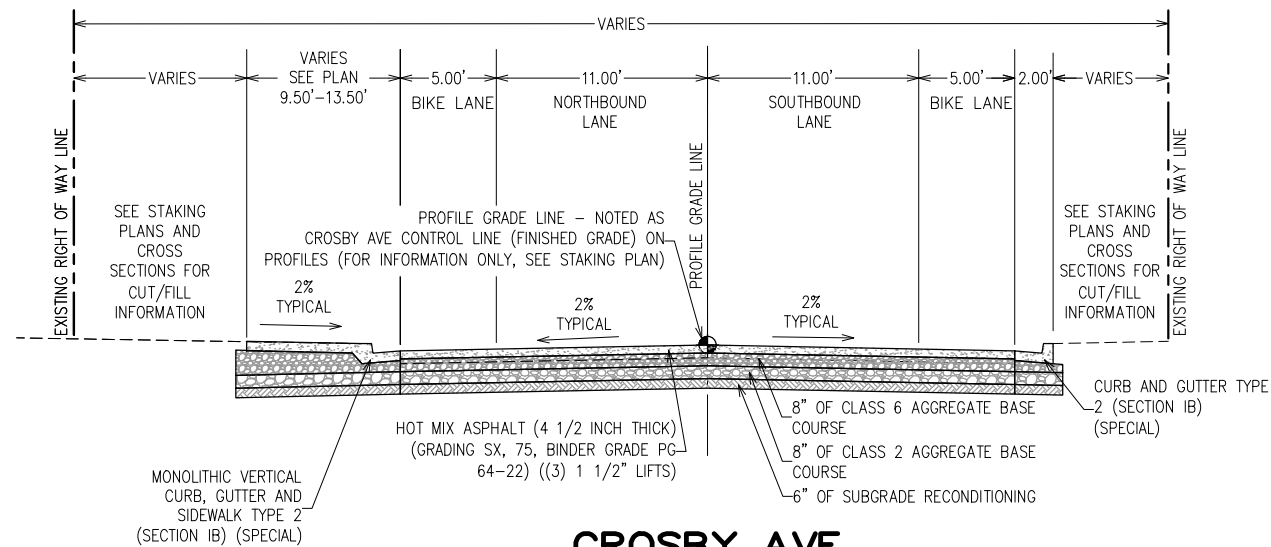 VARIES
VARIES
VARIES
SEE PLAN
9.50'-13.50'
5.00'
BIKE LANE
11.00'
NORTHBOUND
LANE
11.00'
SOUTHBOUND
LANE
5.00'
BIKE LANE
2.00'
VARIES
EXISTING RIGHT OF WAY LINE
SEE STAKING
PLANS AND
CROSS
SECTIONS FOR
CUT/FILL
INFORMATION
PROFILE GRADE LINE – NOTED AS
CROSBY AVE CONTROL LINE (FINISHED GRADE) ON
PROFILES (FOR INFORMATION ONLY, SEE STAKING PLAN)
PROFILE GRADE LINE
SEE STAKING
PLANS AND
CROSS
SECTIONS FOR
CUT/FILL
INFORMATION
EXISTING RIGHT OF WAY LINE
2%
TYPICAL
2%
TYPICAL
2%
TYPICAL
HOT MIX ASPHALT (4 1/2 INCH THICK)
(GRADING SX, 75, BINDER GRADE PG
64-22) ((3) 1 1/2" LIFTS)
8" OF CLASS 6 AGGREGATE BASE
COURSE
8" OF CLASS 2 AGGREGATE BASE
COURSE
6" OF SUBGRADE RECONDITIONING
CURB AND GUTTER TYPE
2 (SECTION IB)
(SPECIAL)
MONOLITHIC VERTICAL
CURB, GUTTER AND
SIDEWALK TYPE 2
(SECTION IB) (SPECIAL)
CROSBY AVE